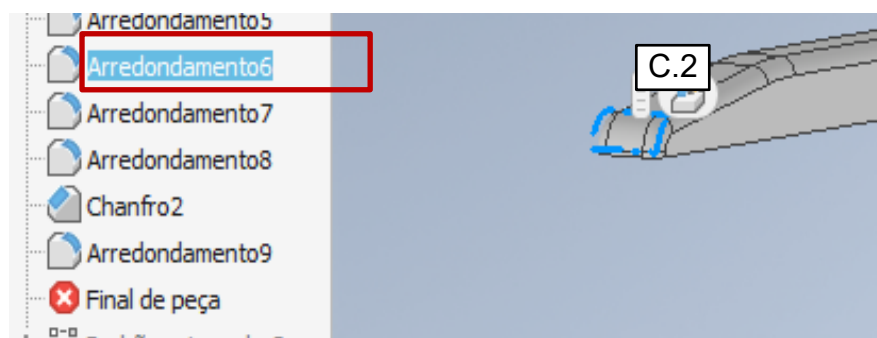 Arredondamento5
Arredondamento6
C.2
Arredondamento7
Arredondamento8
Chanfro2
Arredondamento9
Final de peça